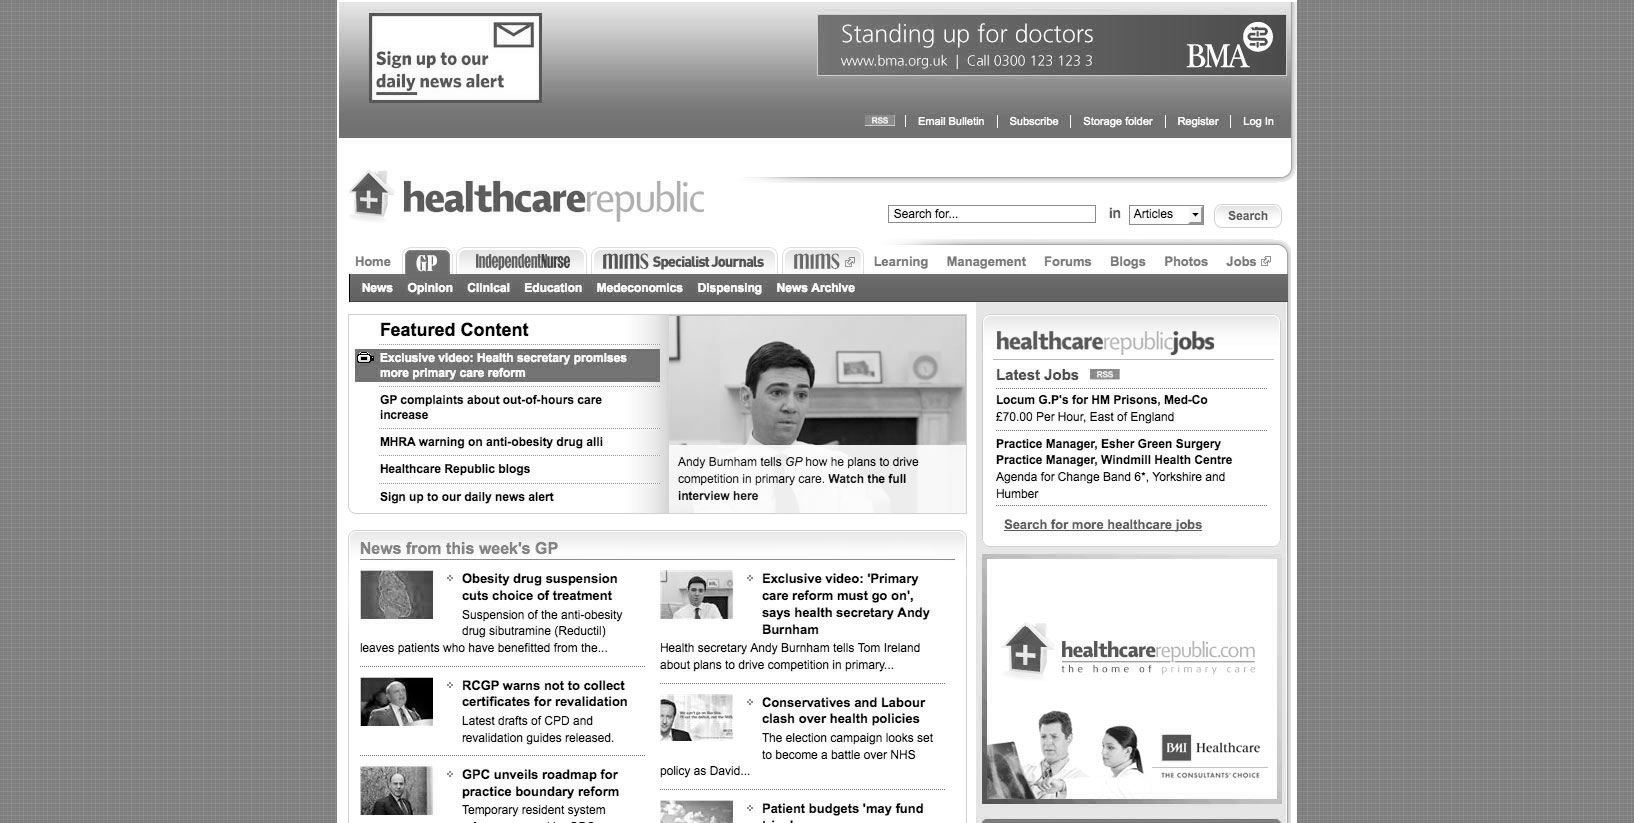 Sign up to our
daily news alert
Standing up for doctors
www.bma.org.uk | Call 0300 123 123 3
BMA
RSS | Email Bulletin | Subscribe | Storage folder | Register | Log In
healthcarerepublic
Search for... in Articles Search
Home GP IndependentNurse MIMS Specialist Journals MIMS Learning Management Forums Blogs Photos Jobs
News Opinion Clinical Education Medeconomics Dispensing News Archive
Featured Content
Exclusive video: Health secretary promises
more primary care reform
GP complaints about out-of-hours care
increase
MHRA warning on anti-obesity drug alli
Healthcare Republic blogs
Sign up to our daily news alert
Andy Burnham tells GP how he plans to drive
competition in primary care. Watch the full
interview here
healthcarerepublicjobs
Latest Jobs RSS
Locum G.P's for HM Prisons, Med-Co
£70.00 Per Hour, East of England
Practice Manager, Esher Green Surgery
Practice Manager, Windmill Health Centre
Agenda for Change Band 6*, Yorkshire and
Humber
Search for more healthcare jobs
News from this week's GP
Obesity drug suspension
cuts choice of treatment
Suspension of the anti-obesity
drug sibutramine (Reductil)
leaves patients who have benefitted from the...
RCGP warns not to collect
certificates for revalidation
Latest drafts of CPD and
revalidation guides released.
GPC unveils roadmap for
practice boundary reform
Temporary resident system
Exclusive video: 'Primary
care reform must go on',
says health secretary Andy
Burnham
Health secretary Andy Burnham tells Tom Ireland
about plans to drive competition in primary...
Conservatives and Labour
clash over health policies
The election campaign looks set
to become a battle over NHS
policy as David...
Patient budgets 'may fund
healthcarerepublic.com
the home of primary care
BMI Healthcare
THE CONSULTANTS' CHOICE